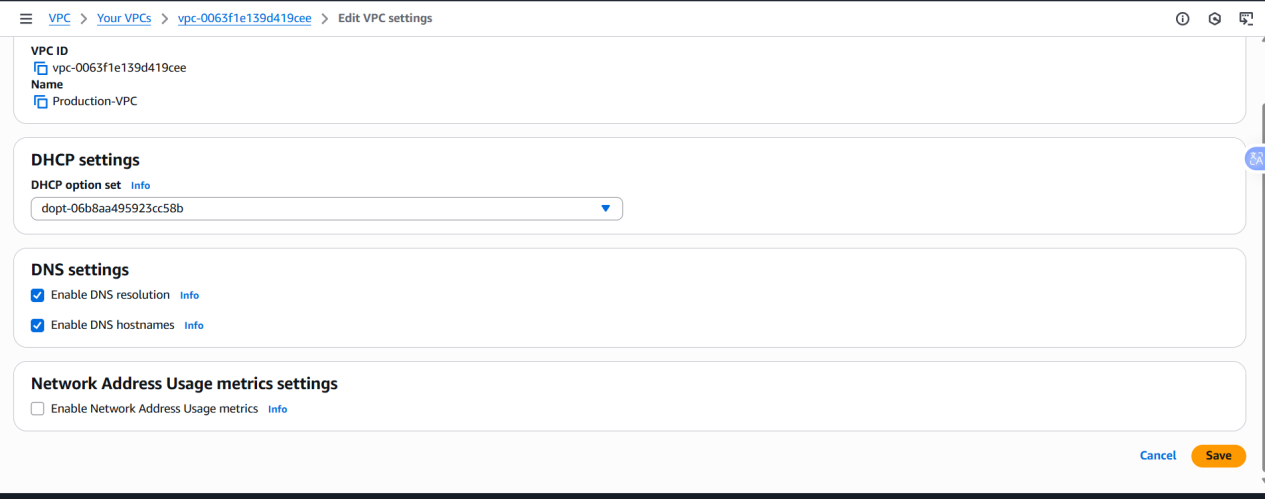 VPC > Your VPCs > vpc-0063f1e139d419cee > Edit VPC settings
VPC ID
vpc-0063f1e139d419cee
Name
Production-VPC
DHCP settings
DHCP option set Info
dopt-06b8aa495923cc58b
DNS settings
Enable DNS resolution Info
Enable DNS hostnames Info
Network Address Usage metrics settings
Enable Network Address Usage metrics Info
Cancel Save